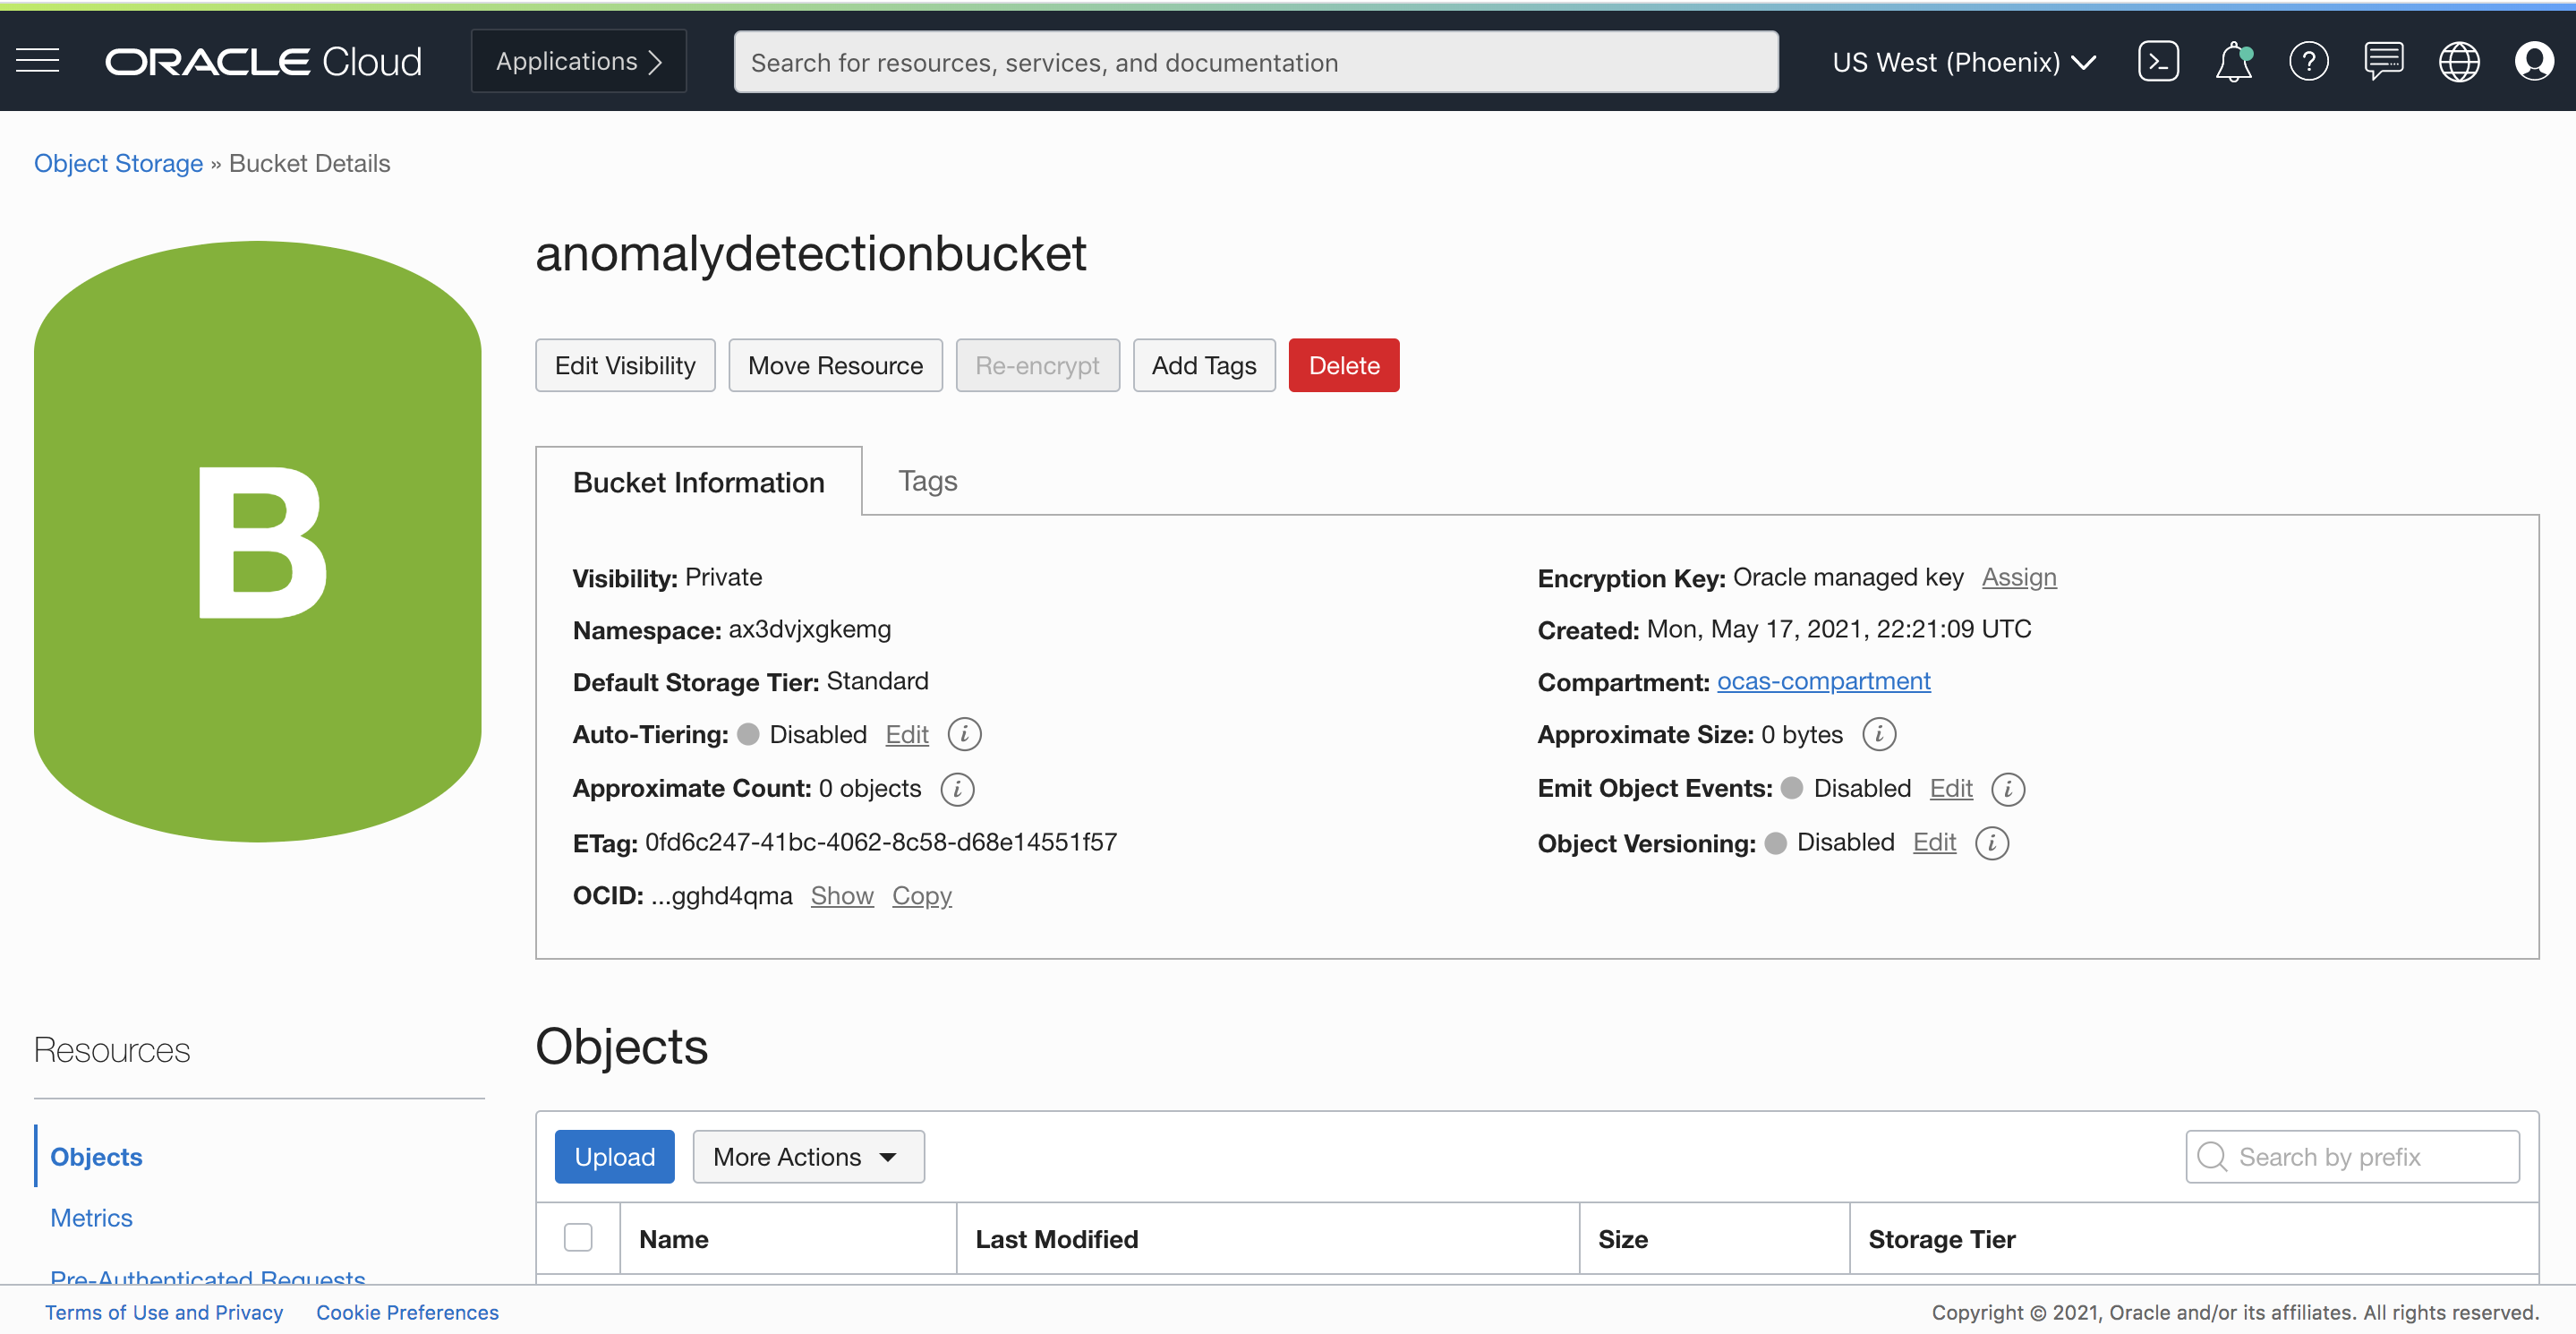 ORACLE Cloud
Applications
Search for resources, services, and documentation
US West (Phoenix)
Object Storage » Bucket Details
B
anomalydetectionbucket
Edit Visibility
Move Resource
Re-encrypt
Add Tags
Delete
Bucket Information
Tags
Visibility: Private
Namespace: ax3dvjxgkemg
Default Storage Tier: Standard
Auto-Tiering: Disabled Edit i
Approximate Count: 0 objects i
ETag: 0fd6c247-41bc-4062-8c58-d68e14551f57
OCID: ...gghd4qma Show Copy
Encryption Key: Oracle managed key Assign
Created: Mon, May 17, 2021, 22:21:09 UTC
Compartment: ocas-compartment
Approximate Size: 0 bytes i
Emit Object Events: Disabled Edit i
Object Versioning: Disabled Edit i
Resources
Objects
Metrics
Pre-Authenticated Requests
Objects
Upload
More Actions
Search by prefix
Name
Last Modified
Size
Storage Tier
Terms of Use and Privacy
Cookie Preferences
Copyright © 2021, Oracle and/or its affiliates. All rights reserved.